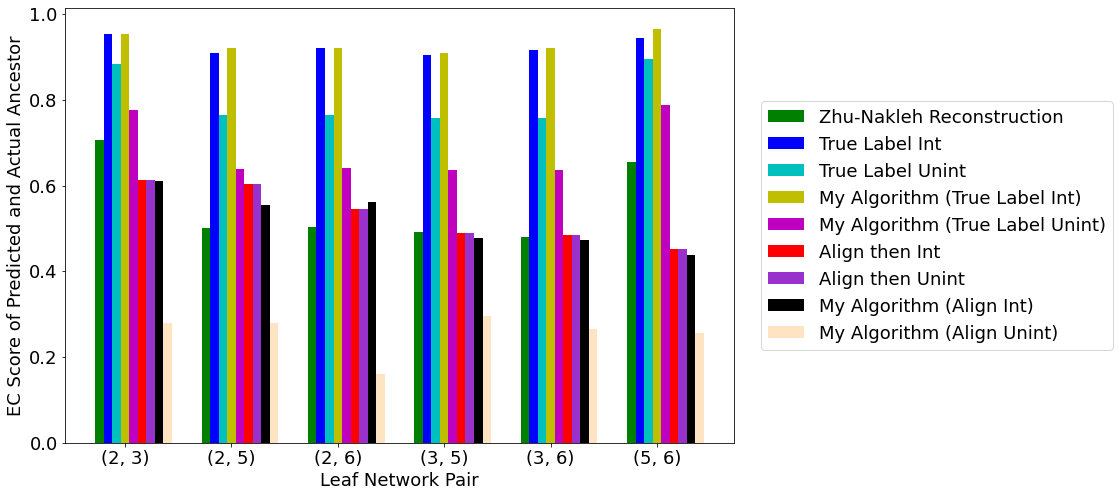 EC Score of Predicted and Actual Ancestor
1.0
0.8
0.6
0.4
0.2
0.0
(2, 3)
(2, 5)
(2, 6)
(3, 5)
(3, 6)
(5, 6)
Leaf Network Pair
Zhu-Nakleh Reconstruction
True Label Int
True Label Unint
My Algorithm (True Label Int)
My Algorithm (True Label Unint)
Align then Int
Align then Unint
My Algorithm (Align Int)
My Algorithm (Align Unint)